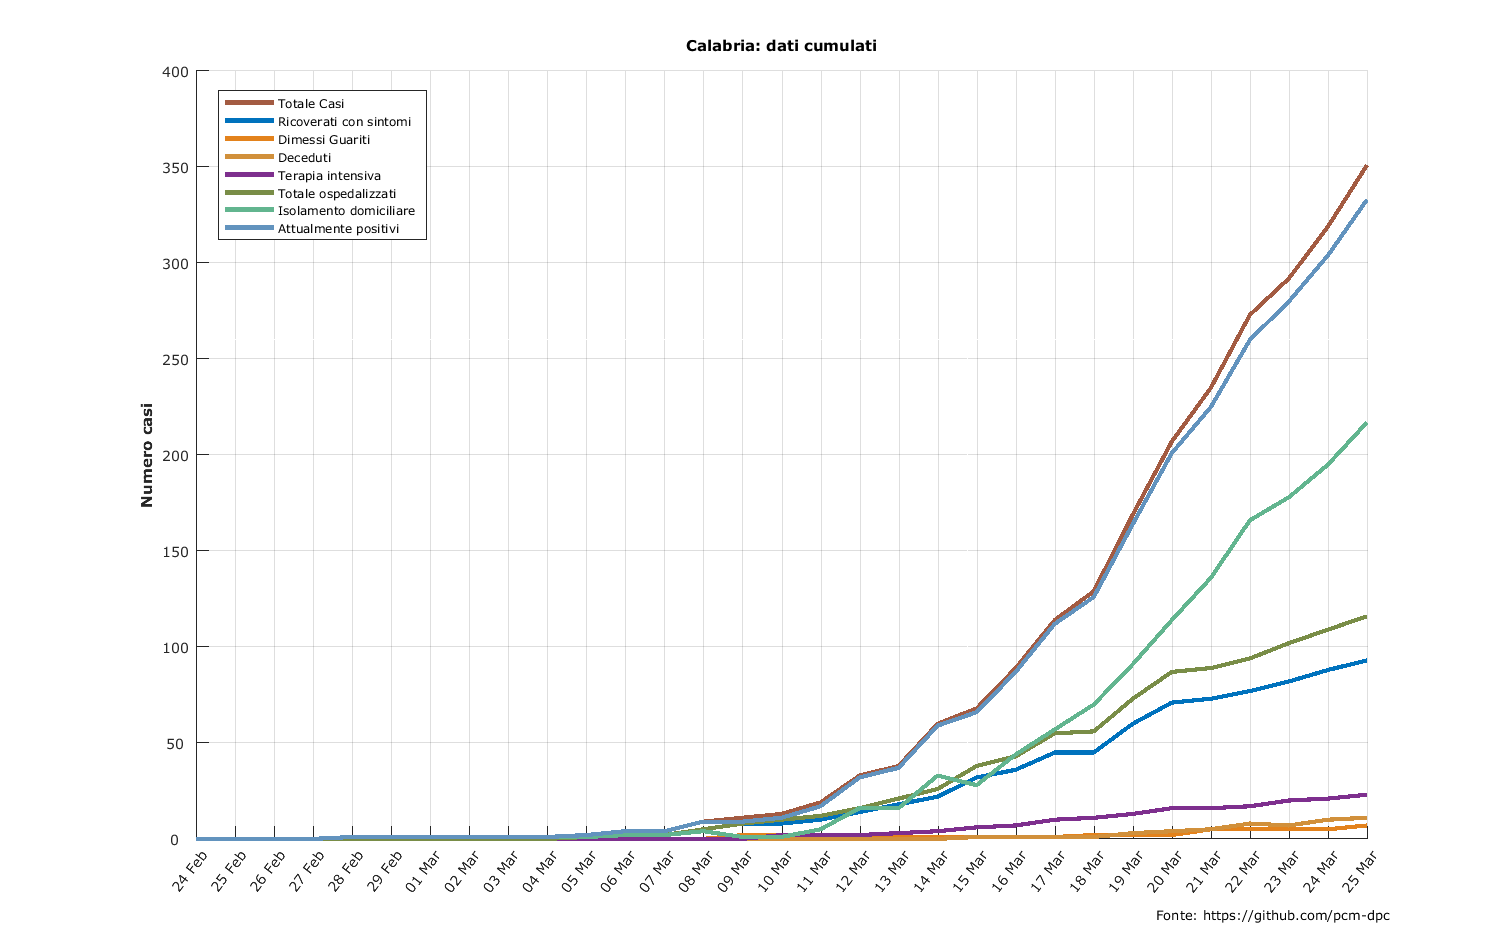 Calabria: dati cumulati
400
350
300
250
200
150
100
50
0
Numero casi
Totale Casi
Ricoverati con sintomi
Dimessi Guariti
Deceduti
Terapia intensiva
Totale ospedalizzati
Isolamento domiciliare
Attualmente positivi
24 Feb
25 Feb
26 Feb
27 Feb
28 Feb
29 Feb
01 Mar
02 Mar
03 Mar
04 Mar
05 Mar
06 Mar
07 Mar
08 Mar
09 Mar
10 Mar
11 Mar
12 Mar
13 Mar
14 Mar
15 Mar
16 Mar
17 Mar
18 Mar
19 Mar
20 Mar
21 Mar
22 Mar
23 Mar
24 Mar
25 Mar
Fonte: https://github.com/pcm-dpc